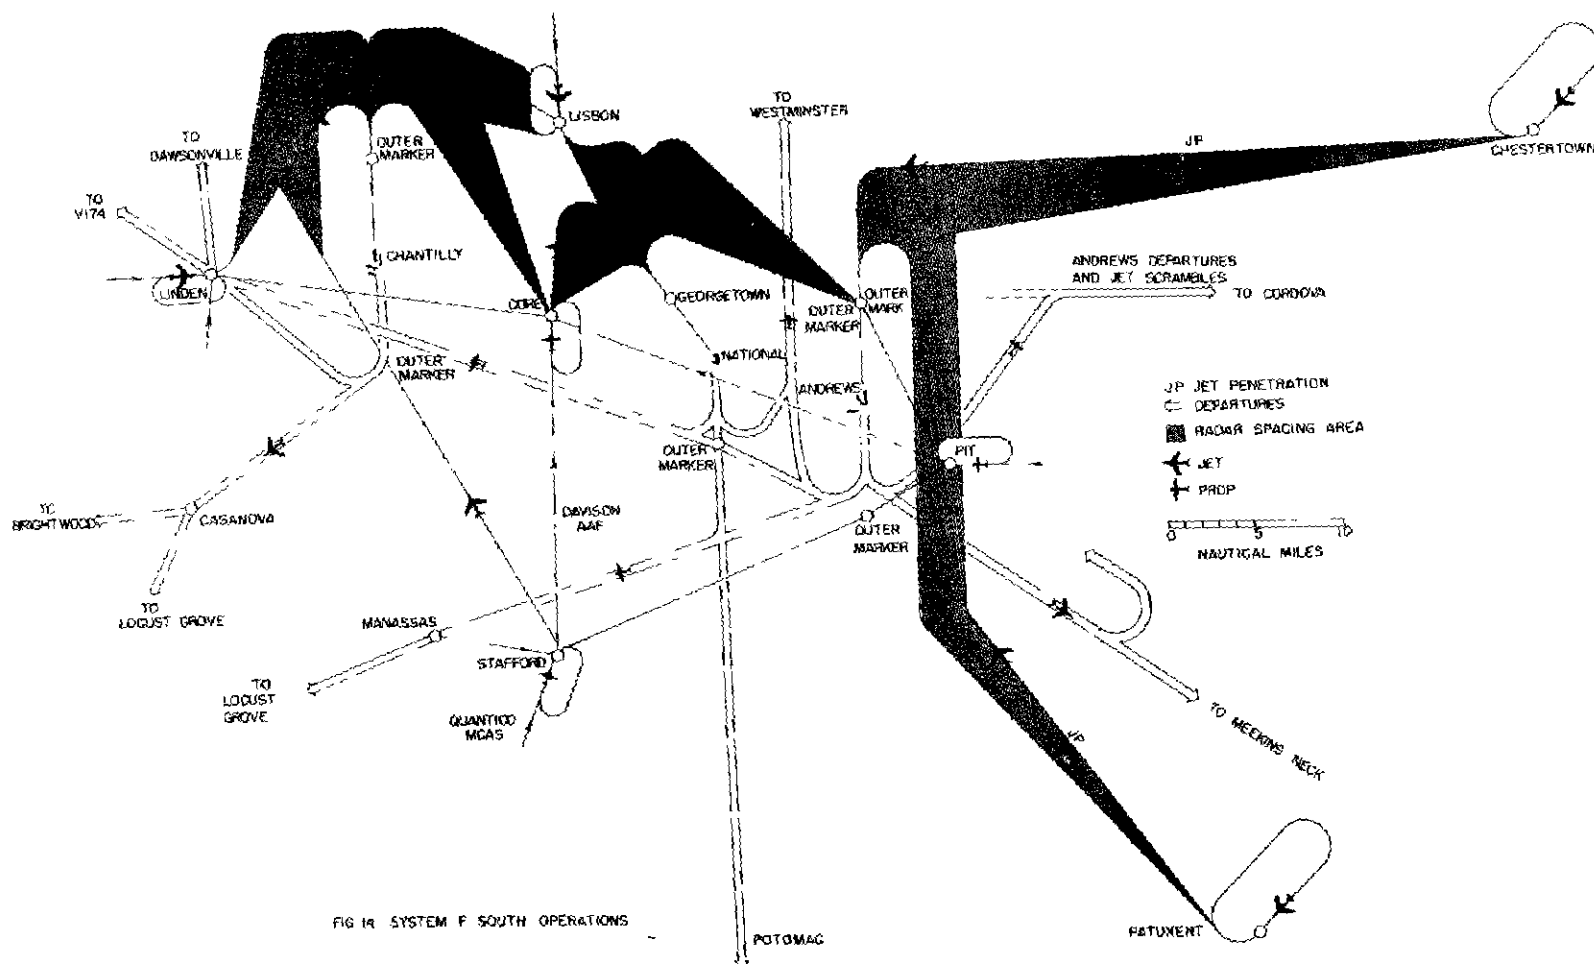 TO
DAWSONVILLE
OUTER
MARKER
LISBON
TO
WESTMINSTER
JP
CHESTERTOWN
TO
V174
LINDEN
CHANTILLY
CORE
GEORGETOWN
OUTER
MARKER
OUTER
MARK
ANDREWS DEPARTURES
AND JET SCRAMBLES
TO CORDOVA
OUTER
MARKER
NATIONAL
ANDREWS
JP JET PENETRATION
DEPARTURES
RADAR SPACING AREA
JET
PROP
0 5 10
NAUTICAL MILES
OUTER
MARKER
PIT
TO
BRIGHTWOOD
CASANOVA
DAVISON
AAF
OUTER
MARKER
TO
LOCUST GROVE
MANASSAS
STAFFORD
TO
LOCUST
GROVE
QUANTICO
MCAS
JP
TO MEEKINS NECK
FIG 14 SYSTEM F SOUTH OPERATIONS
POTOMAC
PATUXENT